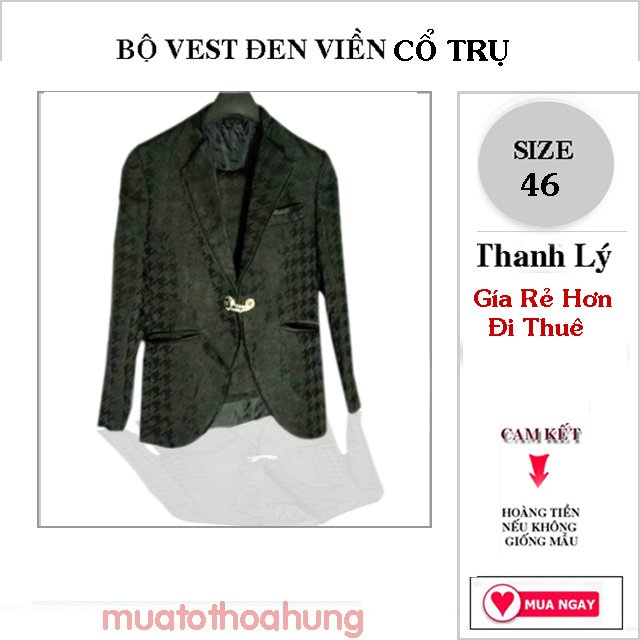 BỘ VEST ĐEN VIỀN CỔ TRỤ
SIZE
46
Thanh Lý
Gía Rẻ Hơn
Đi Thuê
CAM KẾT
HOÀNG TIỀN
NẾU KHÔNG
GIỐNG MẪU
MUA NGAY
muatothoahung